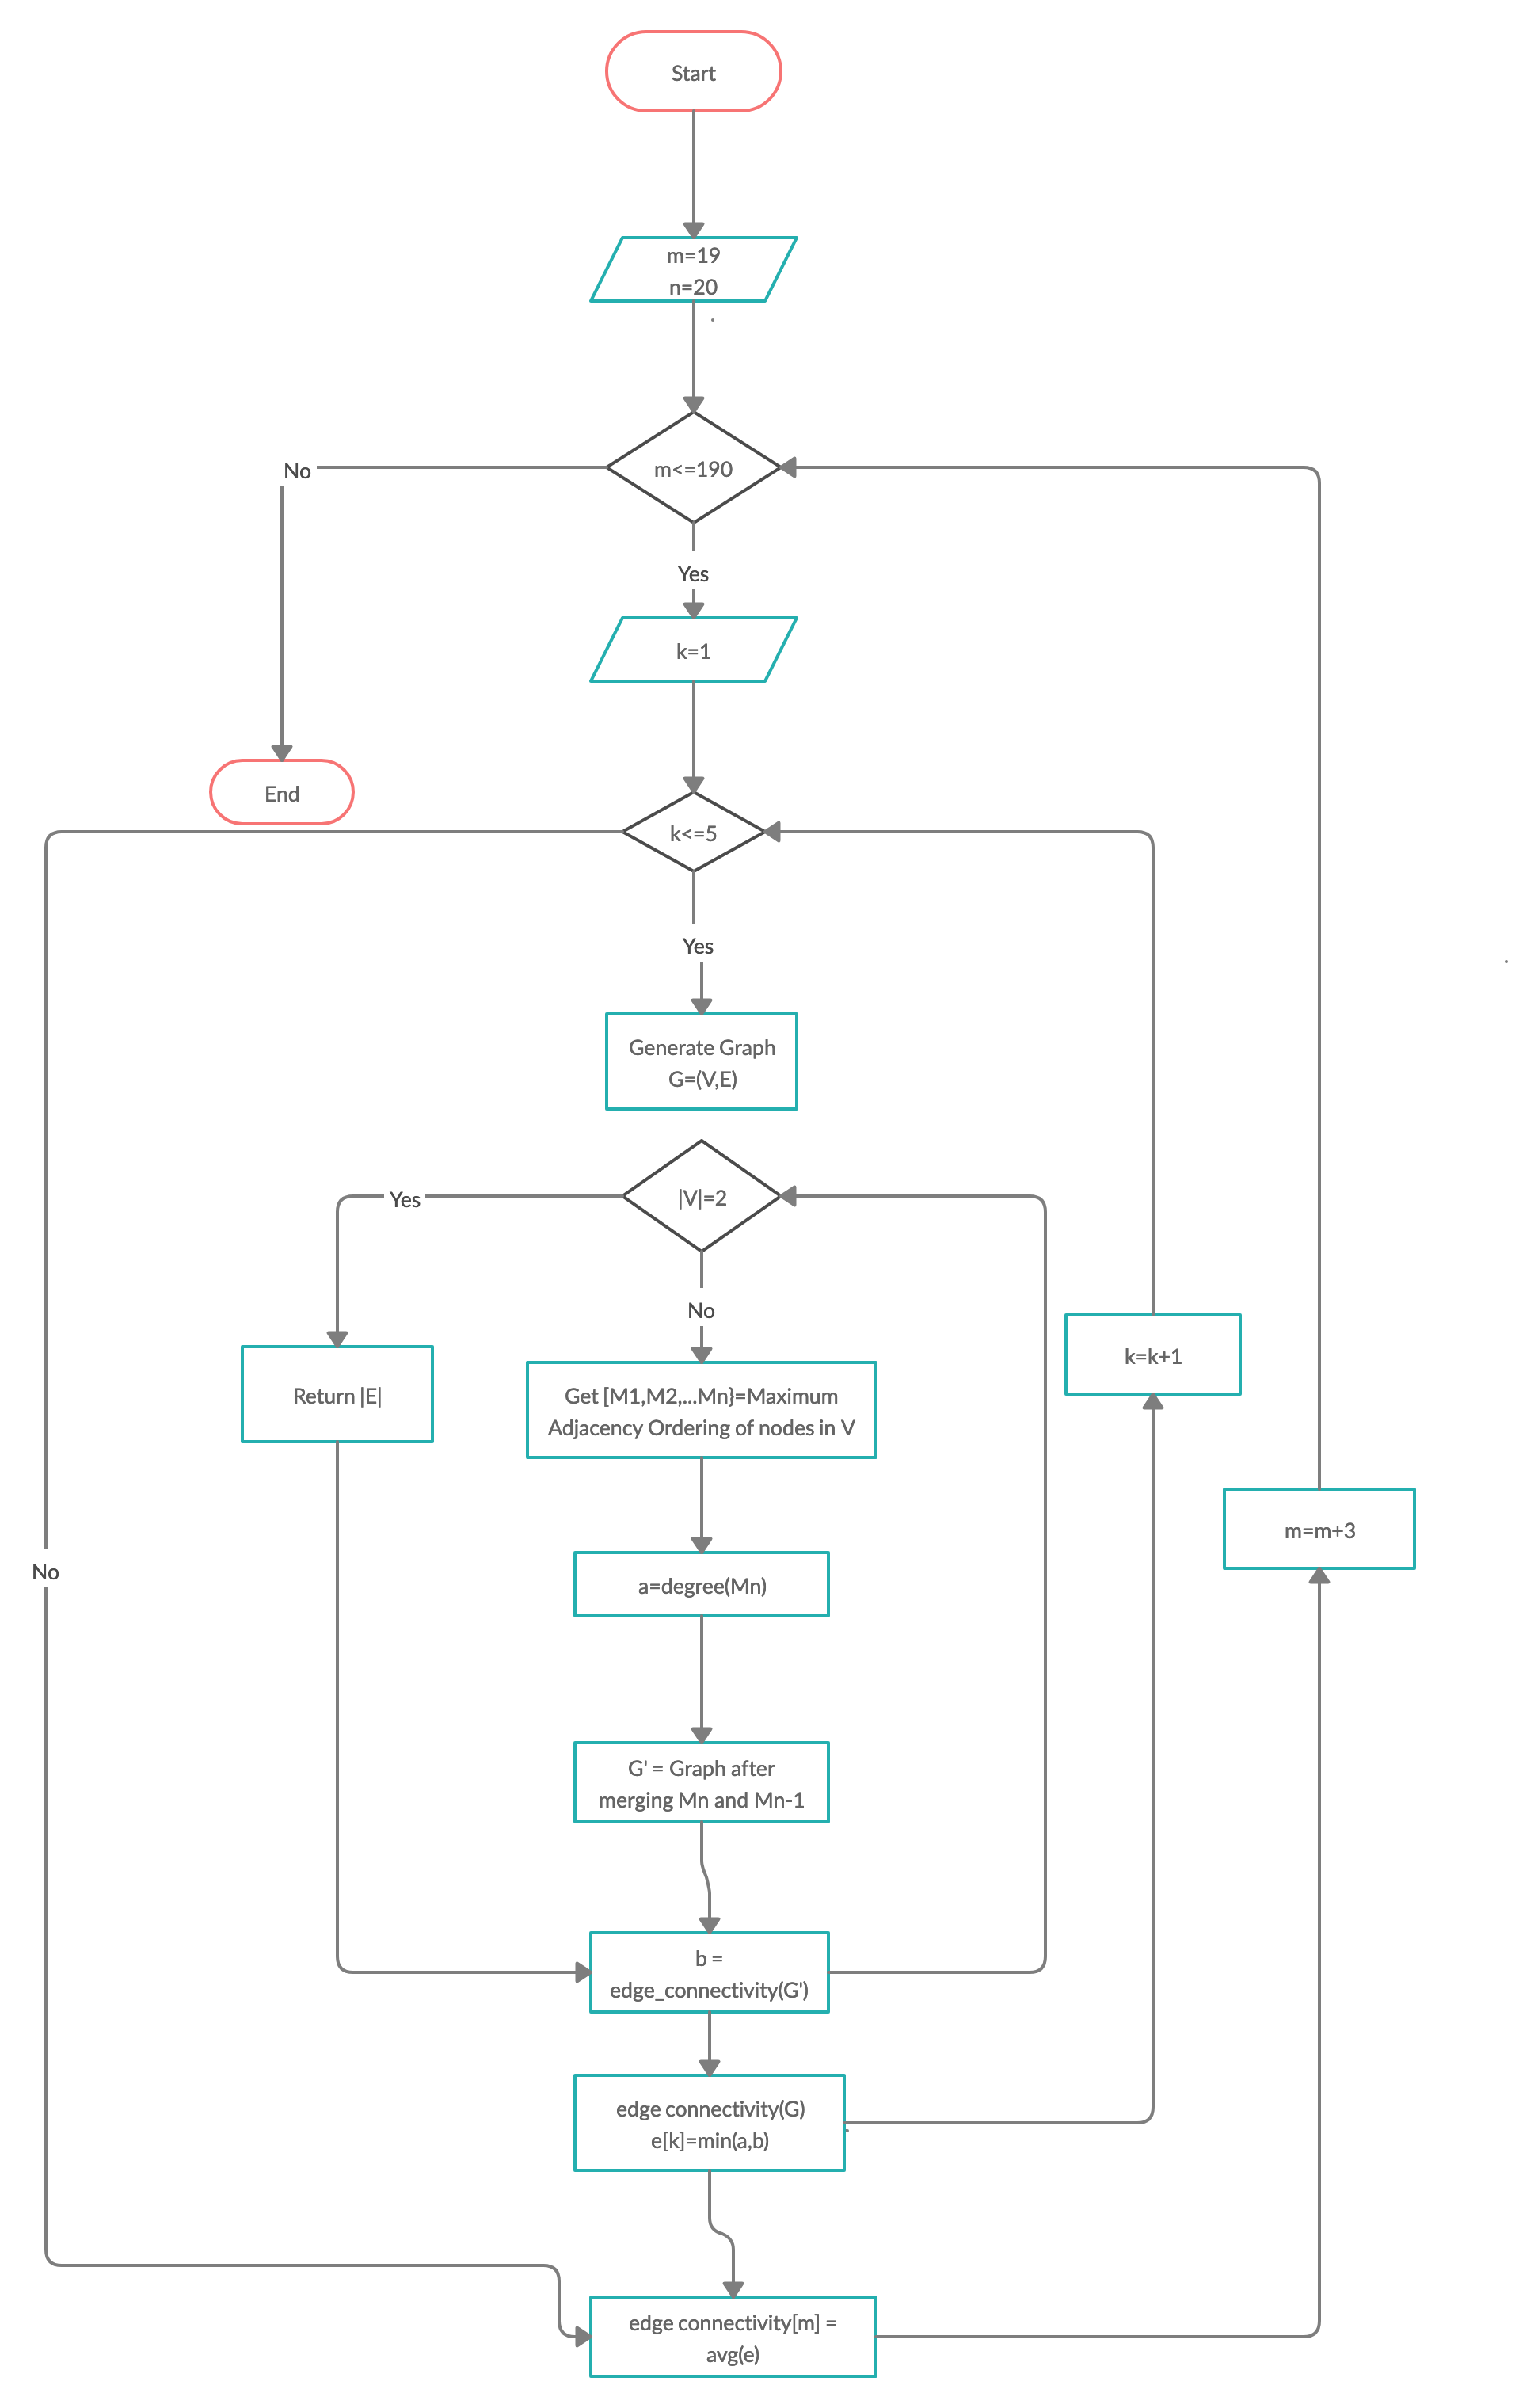 Start
m=19
n=20
m<=190
No
Yes
k=1
End
k<=5
Yes
Generate Graph
G=(V,E)
|V|=2
Yes
No
k=k+1
Return |E|
Get [M1,M2,...Mn}=Maximum
Adjacency Ordering of nodes in V
m=m+3
No
a=degree(Mn)
G' = Graph after
merging Mn and Mn-1
b =
edge_connectivity(G')
edge connectivity(G)
e[k]=min(a,b)
edge connectivity[m] =
avg(e)